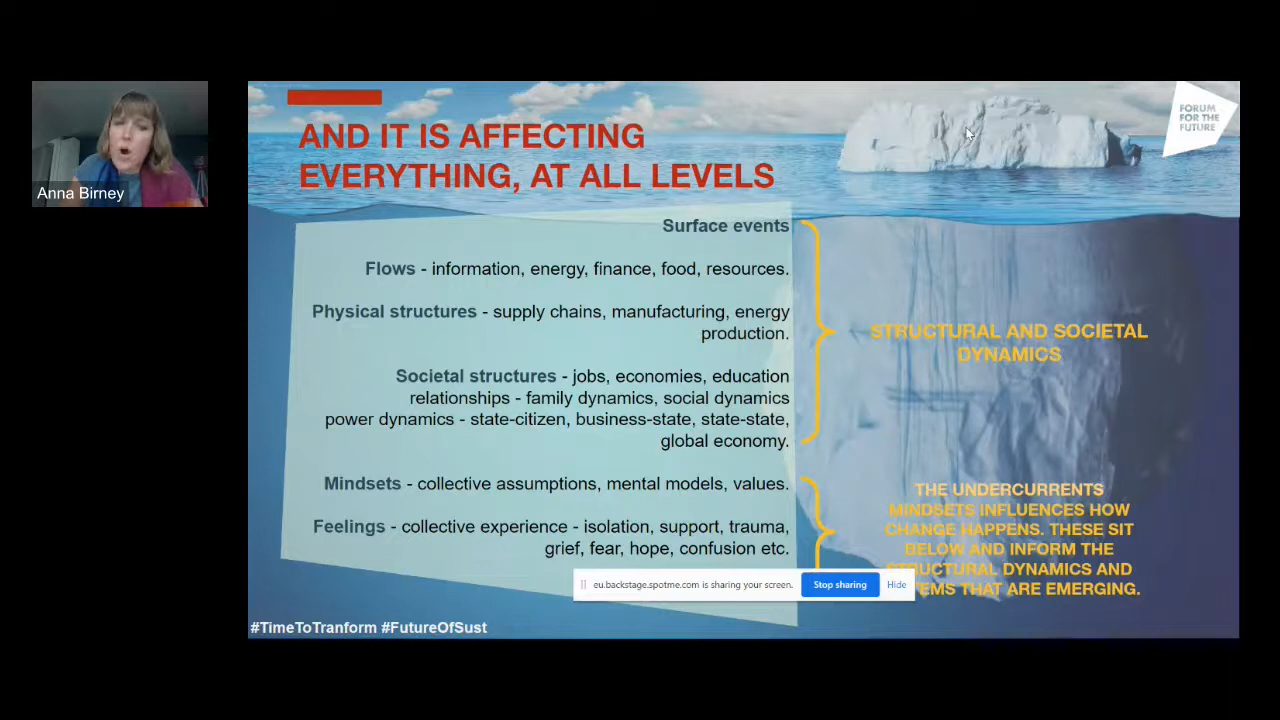 AND IT IS AFFECTING
EVERYTHING, AT ALL LEVELS
FORUM
FOR THE
FUTURE
Anna Birney
Surface events
Flows - information, energy, finance, food, resources.
Physical structures - supply chains, manufacturing, energy
production.
Societal structures - jobs, economies, education
relationships - family dynamics, social dynamics
power dynamics - state-citizen, business-state, state-state,
global economy.
STRUCTURAL AND SOCIETAL
DYNAMICS
Mindsets - collective assumptions, mental models, values.
Feelings - collective experience - isolation, support, trauma,
grief, fear, hope, confusion etc.
THE UNDERCURRENTS
MINDSETS INFLUENCES HOW
CHANGE HAPPENS. THESE SIT
BELOW AND INFORM THE
STRUCTURAL DYNAMICS AND
TEMS THAT ARE EMERGING.
eu.backstage.spotme.com is sharing your screen.
Stop sharing
Hide
#TimeToTranform #FutureOfSust